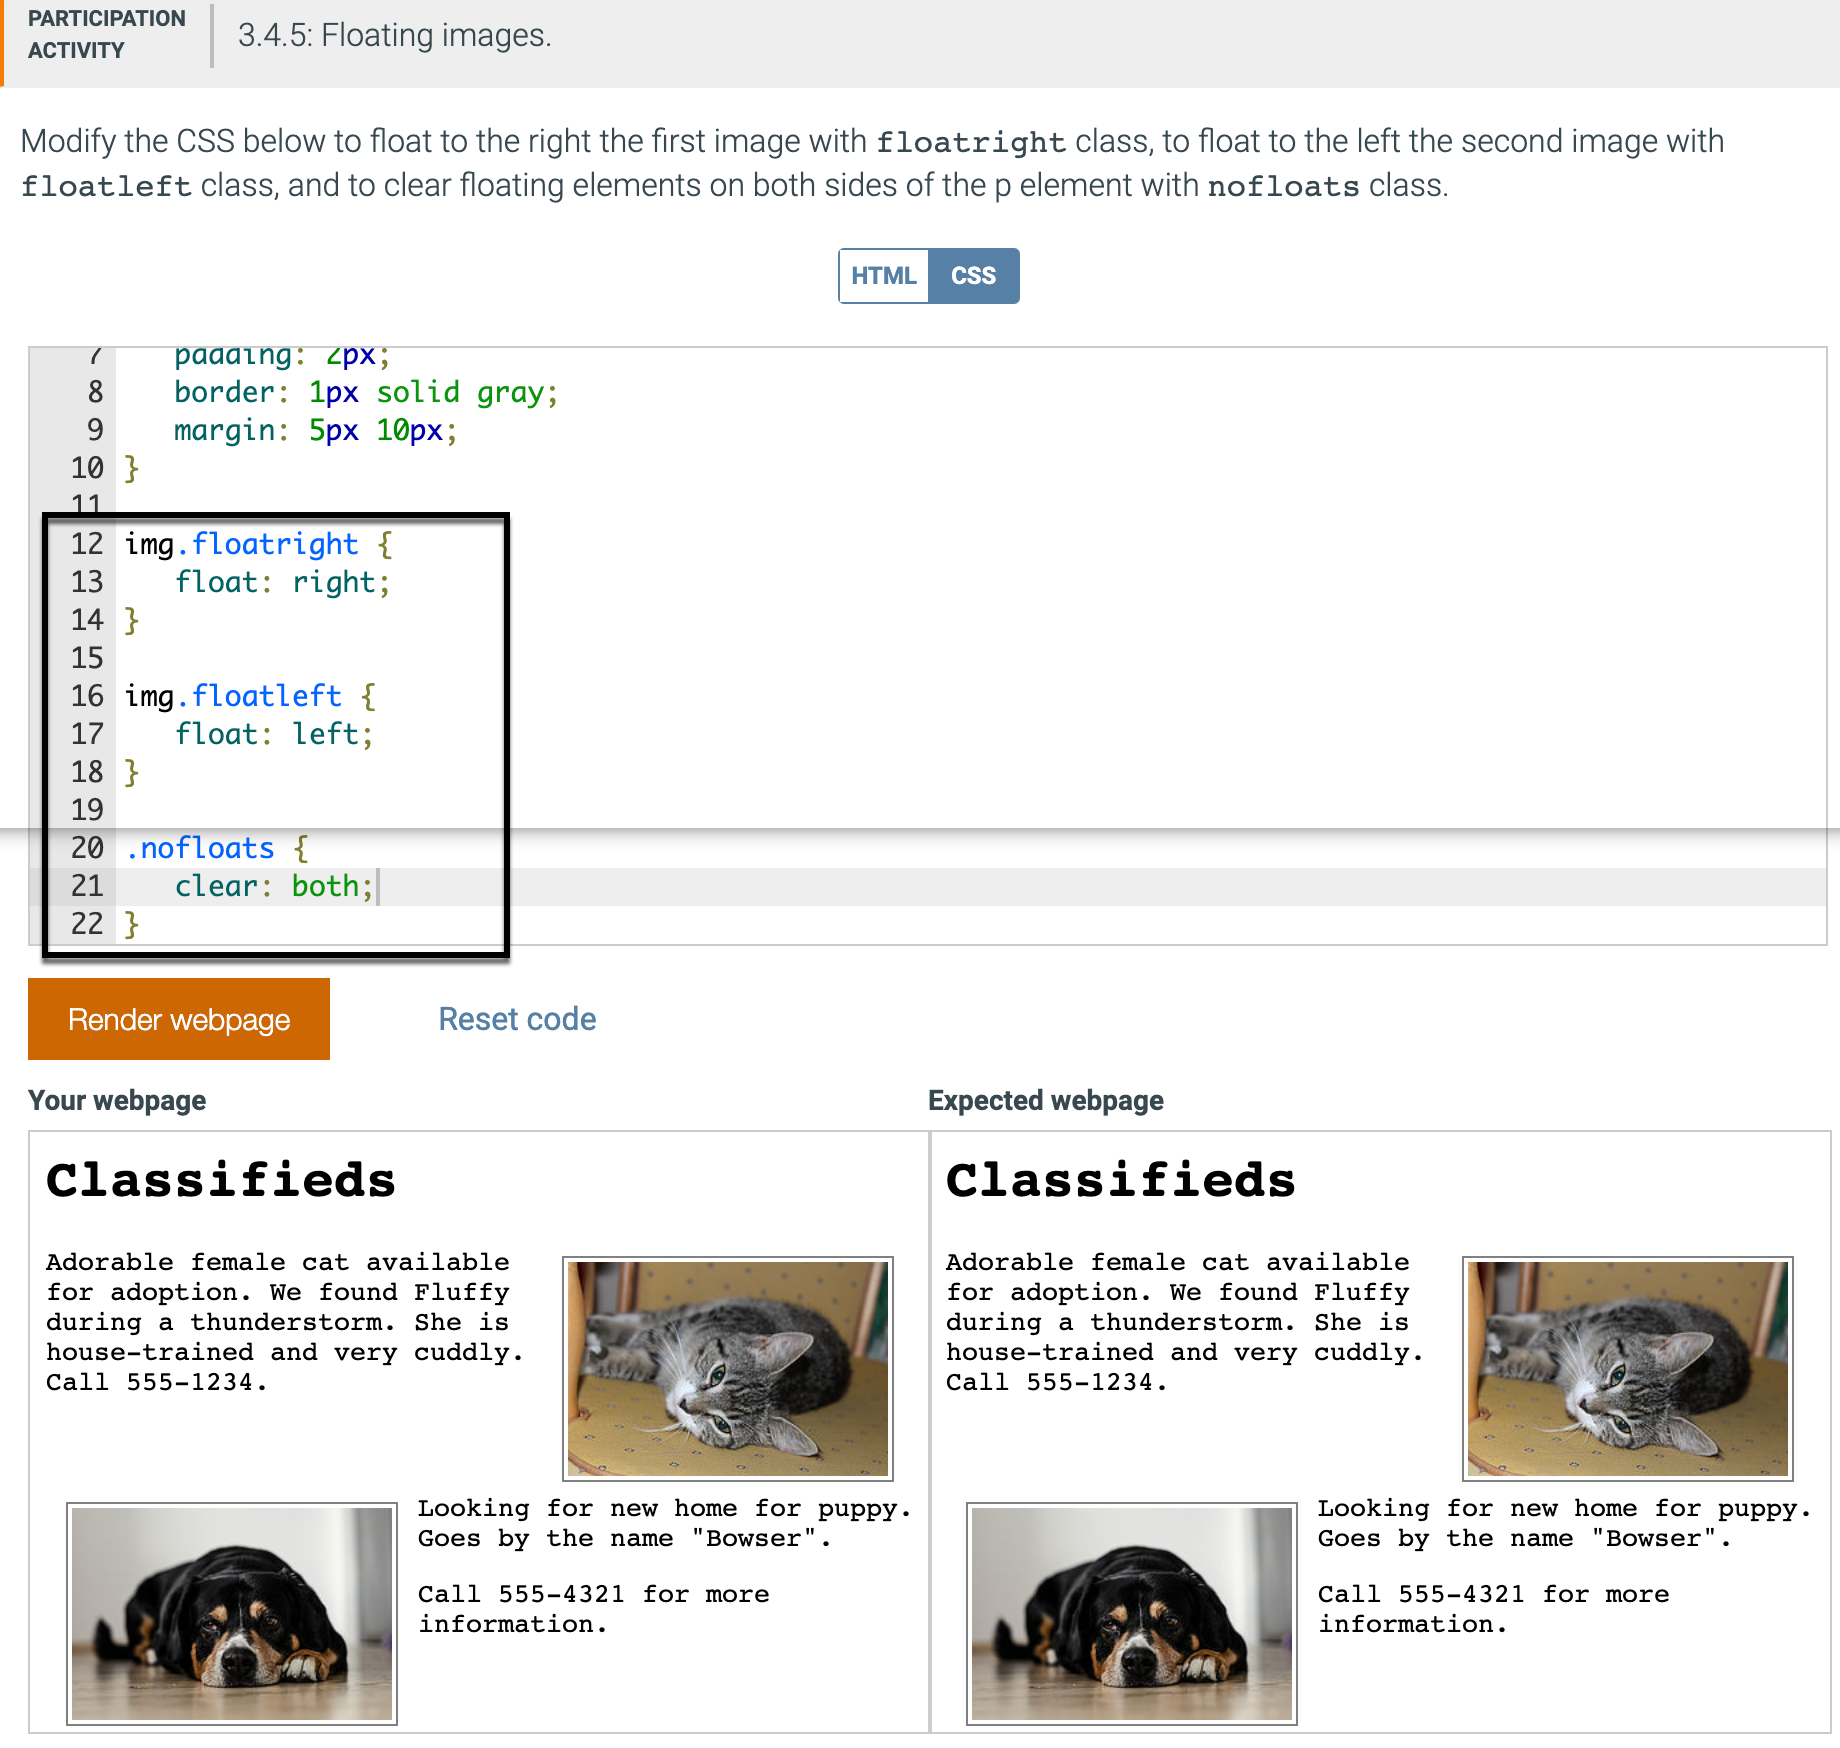 PARTICIPATION
ACTIVITY
3.4.5: Floating images.
Modify the CSS below to float to the right the first image with floatright class, to float to the left the second image with
floatleft class, and to clear floating elements on both sides of the p element with nofloats class.
HTML CSS
7 padding: 2px;
8 border: 1px solid gray;
9 margin: 5px 10px;
10 }
11
12 img.floatright {
13 float: right;
14 }
15
16 img.floatleft {
17 float: left;
18 }
19
20 .nofloats {
21 clear: both;
22 }
Render webpage Reset code
Your webpage
Classifieds
Adorable female cat available
for adoption. We found Fluffy
during a thunderstorm. She is
house-trained and very cuddly.
Call 555-1234.
Looking for new home for puppy.
Goes by the name "Bowser".
Call 555-4321 for more
information.
Expected webpage
Classifieds
Adorable female cat available
for adoption. We found Fluffy
during a thunderstorm. She is
house-trained and very cuddly.
Call 555-1234.
Looking for new home for puppy.
Goes by the name "Bowser".
Call 555-4321 for more
information.